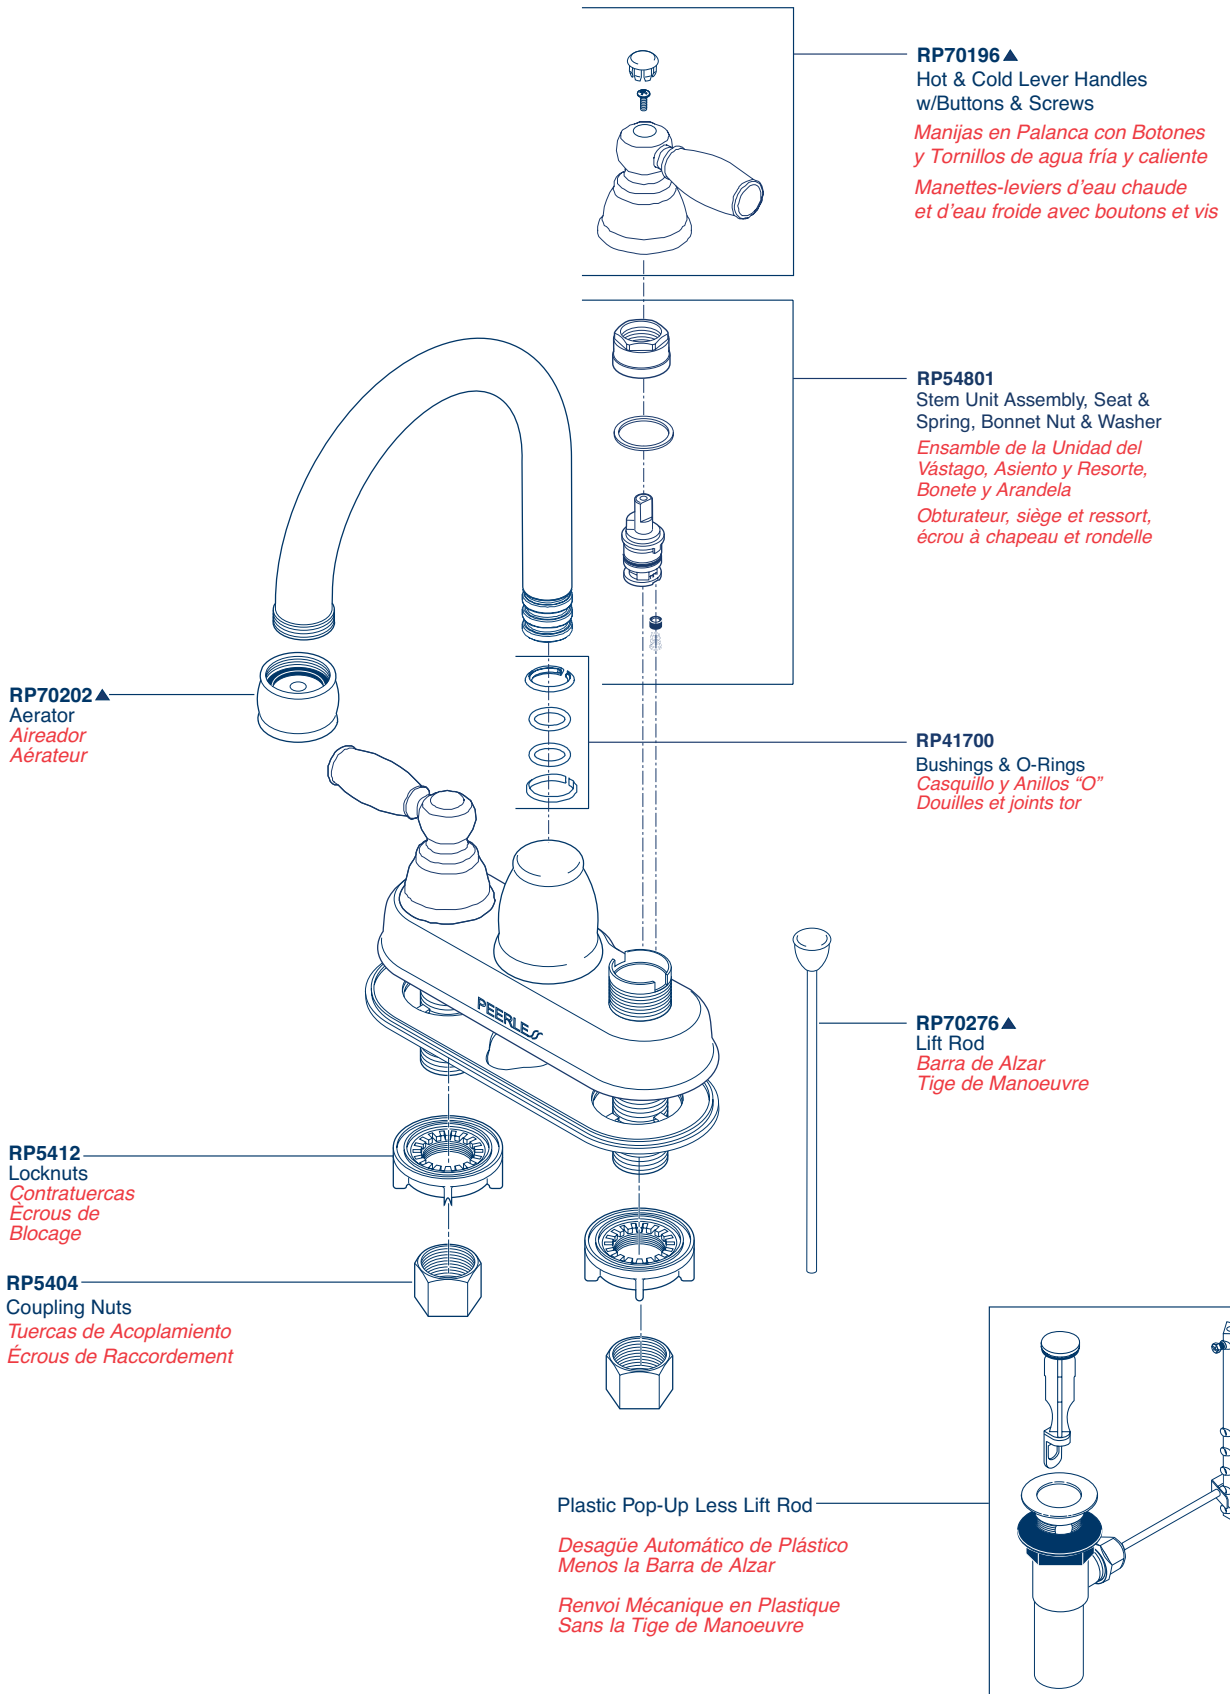 RP70196▲
Hot & Cold Lever Handles
w/Buttons & Screws
Manijas en Palanca con Botones
y Tornillos de agua fría y caliente
Manettes-leviers d'eau chaude
et d'eau froide avec boutons et vis
RP54801
Stem Unit Assembly, Seat &
Spring, Bonnet Nut & Washer
Ensamble de la Unidad del
Vástago, Asiento y Resorte,
Bonete y Arandela
Obturateur, siège et ressort,
écrou à chapeau et rondelle
RP70202▲
Aerator
Aireador
Aérateur
RP41700
Bushings & O-Rings
Casquillo y Anillos “O”
Douilles et joints tor
PEERLESS
RP70276▲
Lift Rod
Barra de Alzar
Tige de Manoeuvre
RP5412
Locknuts
Contratuercas
Ècrous de
Blocage
RP5404
Coupling Nuts
Tuercas de Acoplamiento
Écrous de Raccordement
Plastic Pop-Up Less Lift Rod
Desagüe Automático de Plástico
Menos la Barra de Alzar
Renvoi Mécanique en Plastique
Sans la Tige de Manoeuvre